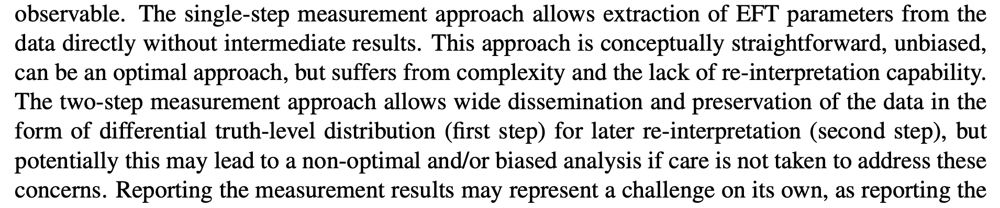 observable. The single-step measurement approach allows extraction of EFT parameters from the
data directly without intermediate results. This approach is conceptually straightforward, unbiased,
can be an optimal approach, but suffers from complexity and the lack of re-interpretation capability.
The two-step measurement approach allows wide dissemination and preservation of the data in the
form of differential truth-level distribution (first step) for later re-interpretation (second step), but
potentially this may lead to a non-optimal and/or biased analysis if care is not taken to address these
concerns. Reporting the measurement results may represent a challenge on its own, as reporting the